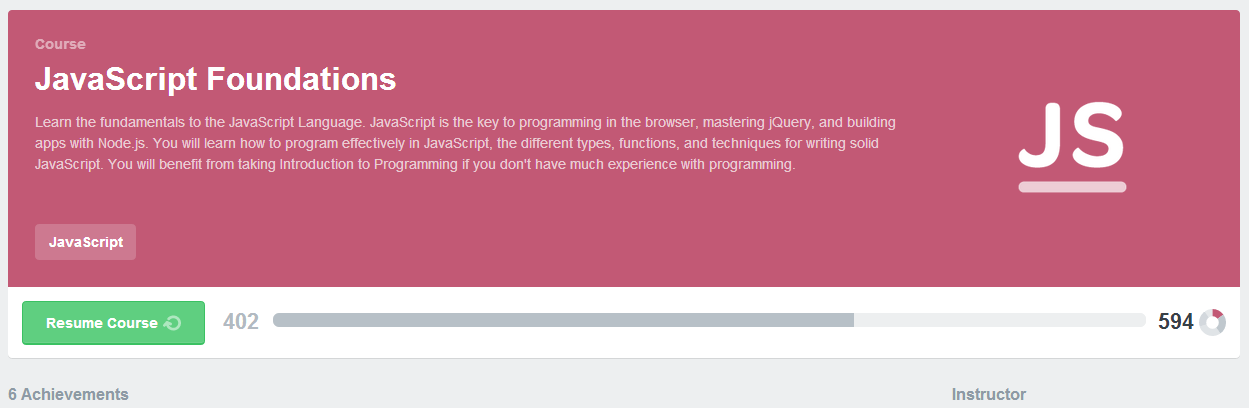 Course
JavaScript Foundations
Learn the fundamentals to the JavaScript Language. JavaScript is the key to programming in the browser, mastering jQuery, and building
apps with Node.js. You will learn how to program effectively in JavaScript, the different types, functions, and techniques for writing solid
JavaScript. You will benefit from taking Introduction to Programming if you don't have much experience with programming.
JS
JavaScript
Resume Course
402
594
6 Achievements
Instructor